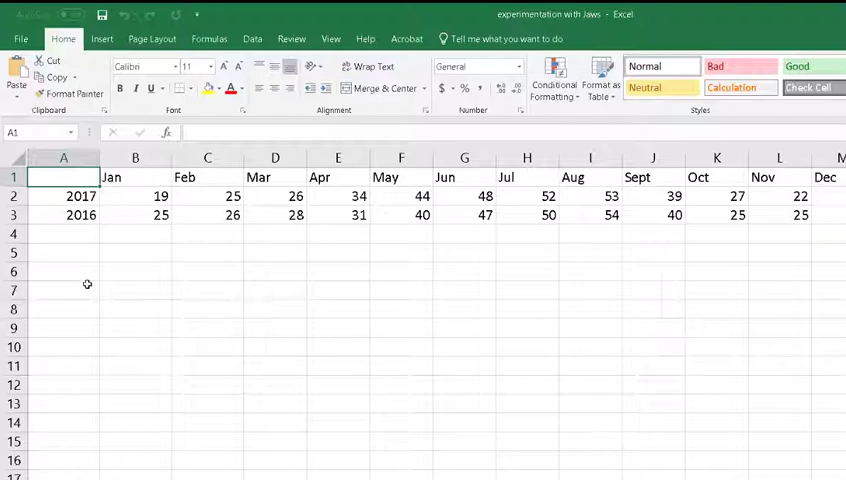 AutoSave Off experimentation with Jaws - Excel
File Home Insert Page Layout Formulas Data Review View Help Acrobat Tell me what you want to do
Cut
Copy
Format Painter
Paste
Clipboard
Calibri 11
B I U
Font
Wrap Text
Merge & Center
Alignment
General
$ % ,
Number
Conditional Formatting
Format as Table
Normal Bad Good
Neutral Calculation Check Cell
Styles
A1 fx
A B C D E F G H I J K L M
1 Jan Feb Mar Apr May Jun Jul Aug Sept Oct Nov Dec
2 2017 19 25 26 34 44 48 52 53 39 27 22
3 2016 25 26 28 31 40 47 50 54 40 25 25
4
5
6
7
8
9
10
11
12
13
14
15
16
17